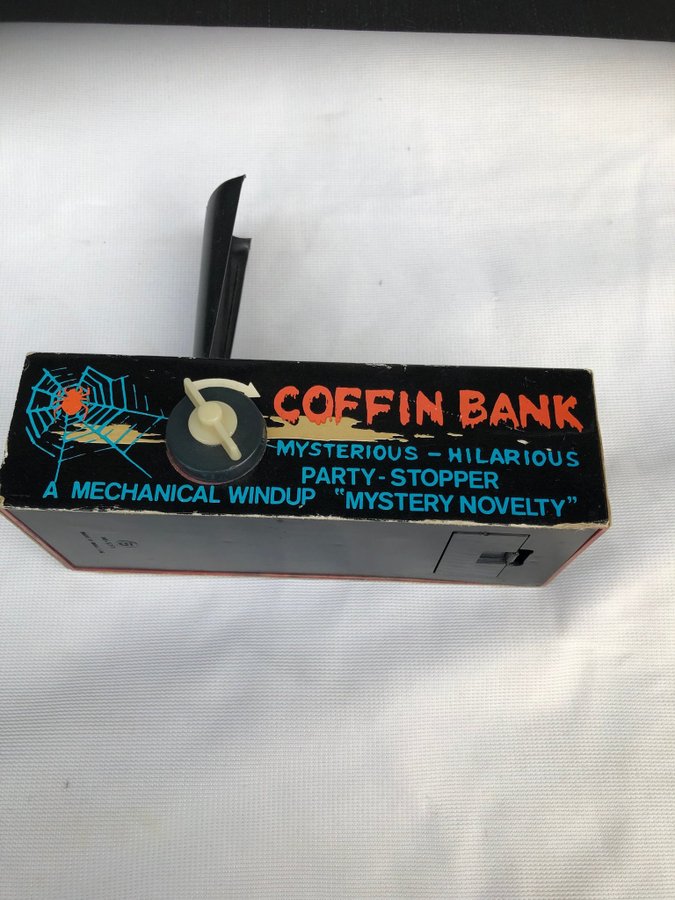 COFFIN BANK
MYSTERIOUS - HILARIOUS
PARTY-STOPPER
A MECHANICAL WINDUP "MYSTERY NOVELTY"